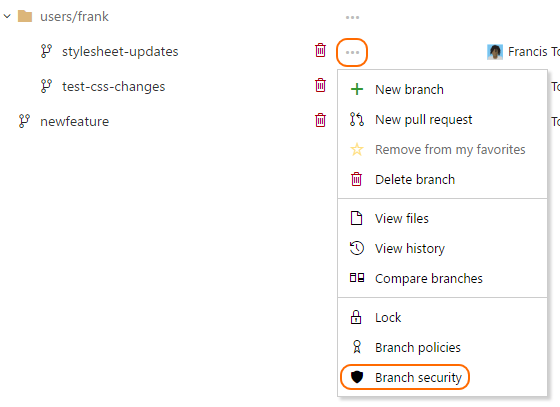 users/frank
stylesheet-updates
Francis To
test-css-changes
To
newfeature
To
New branch
New pull request
Remove from my favorites
Delete branch
View files
View history
Compare branches
Lock
Branch policies
Branch security